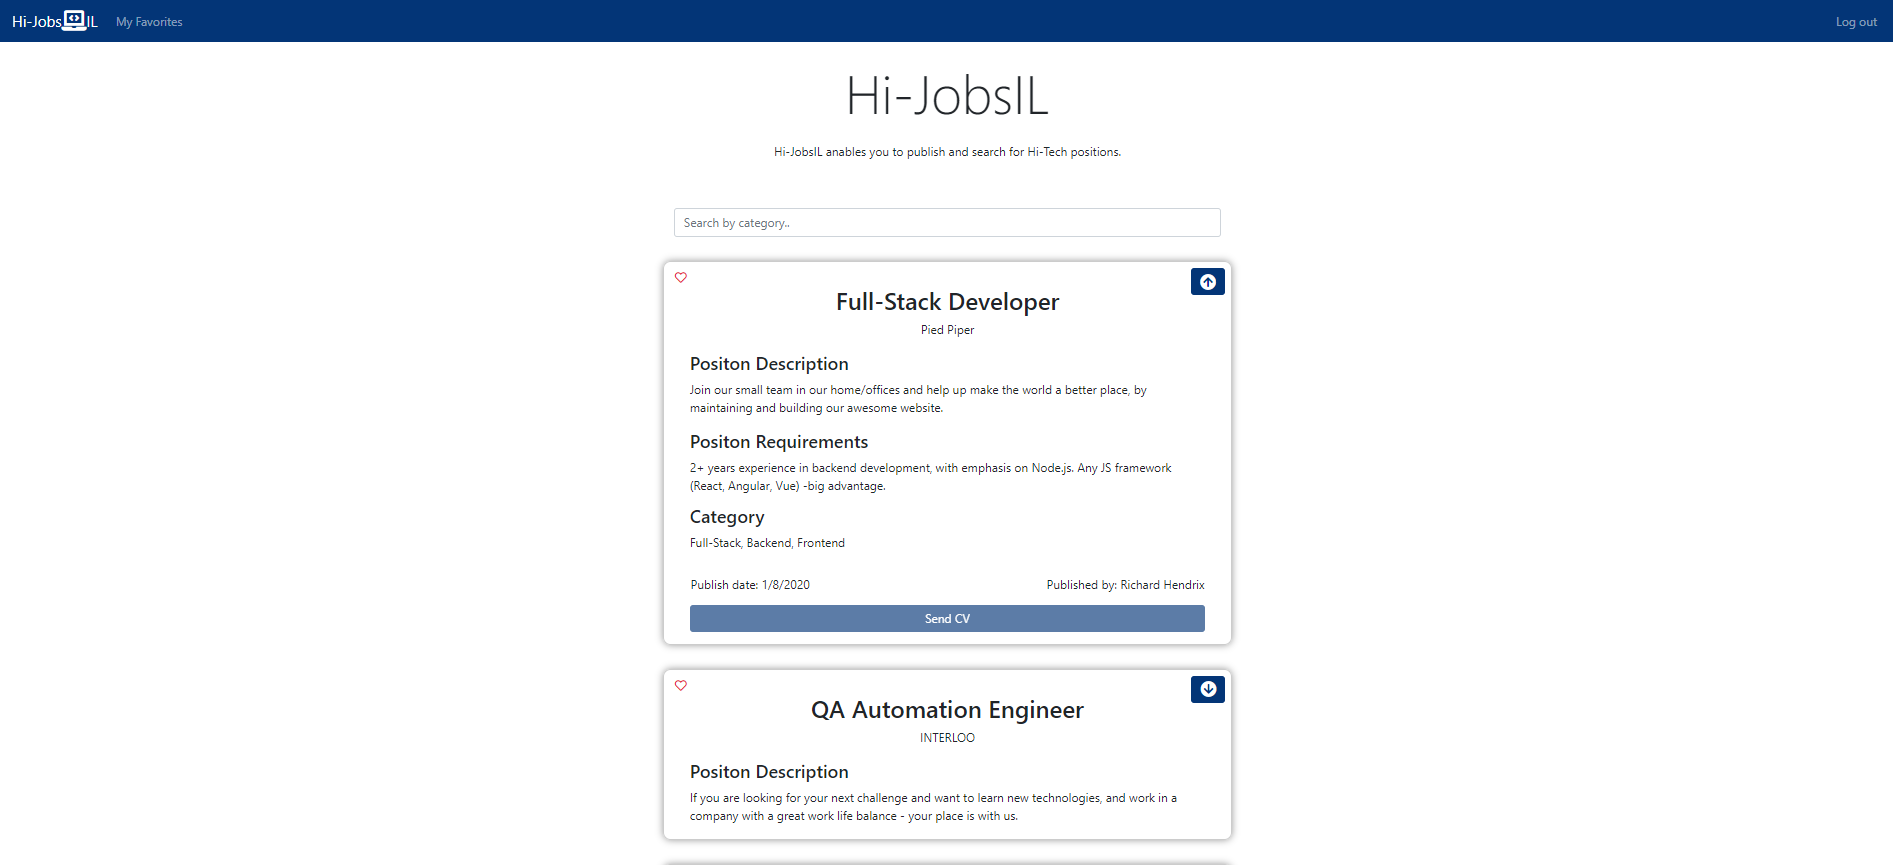 Hi-Jobs IL My Favorites Log out
Hi-JobsIL
Hi-JobsIL anables you to publish and search for Hi-Tech positions.
Search by category..
Full-Stack Developer
Pied Piper
Positon Description
Join our small team in our home/offices and help up make the world a better place, by
maintaining and building our awesome website.
Positon Requirements
2+ years experience in backend development, with emphasis on Node.js. Any JS framework
(React, Angular, Vue) -big advantage.
Category
Full-Stack, Backend, Frontend
Publish date: 1/8/2020 Published by: Richard Hendrix
Send CV
QA Automation Engineer
INTERLOO
Positon Description
If you are looking for your next challenge and want to learn new technologies, and work in a
company with a great work life balance - your place is with us.